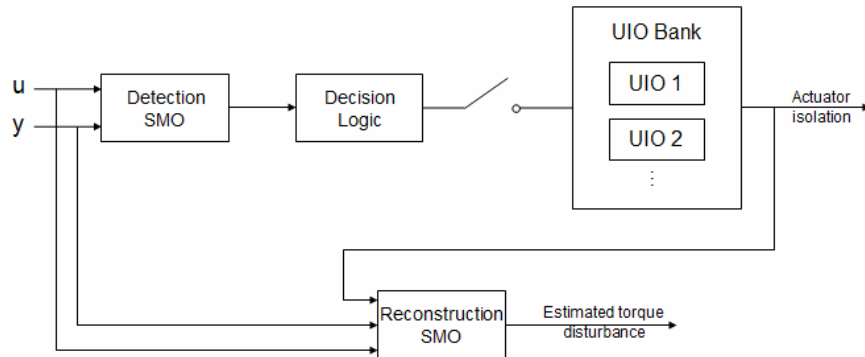 UIO Bank
u
Detection
SMO
Decision
Logic
UIO 1
Actuator
isolation
y
UIO 2
⋮
Reconstruction
SMO
Estimated torque
disturbance